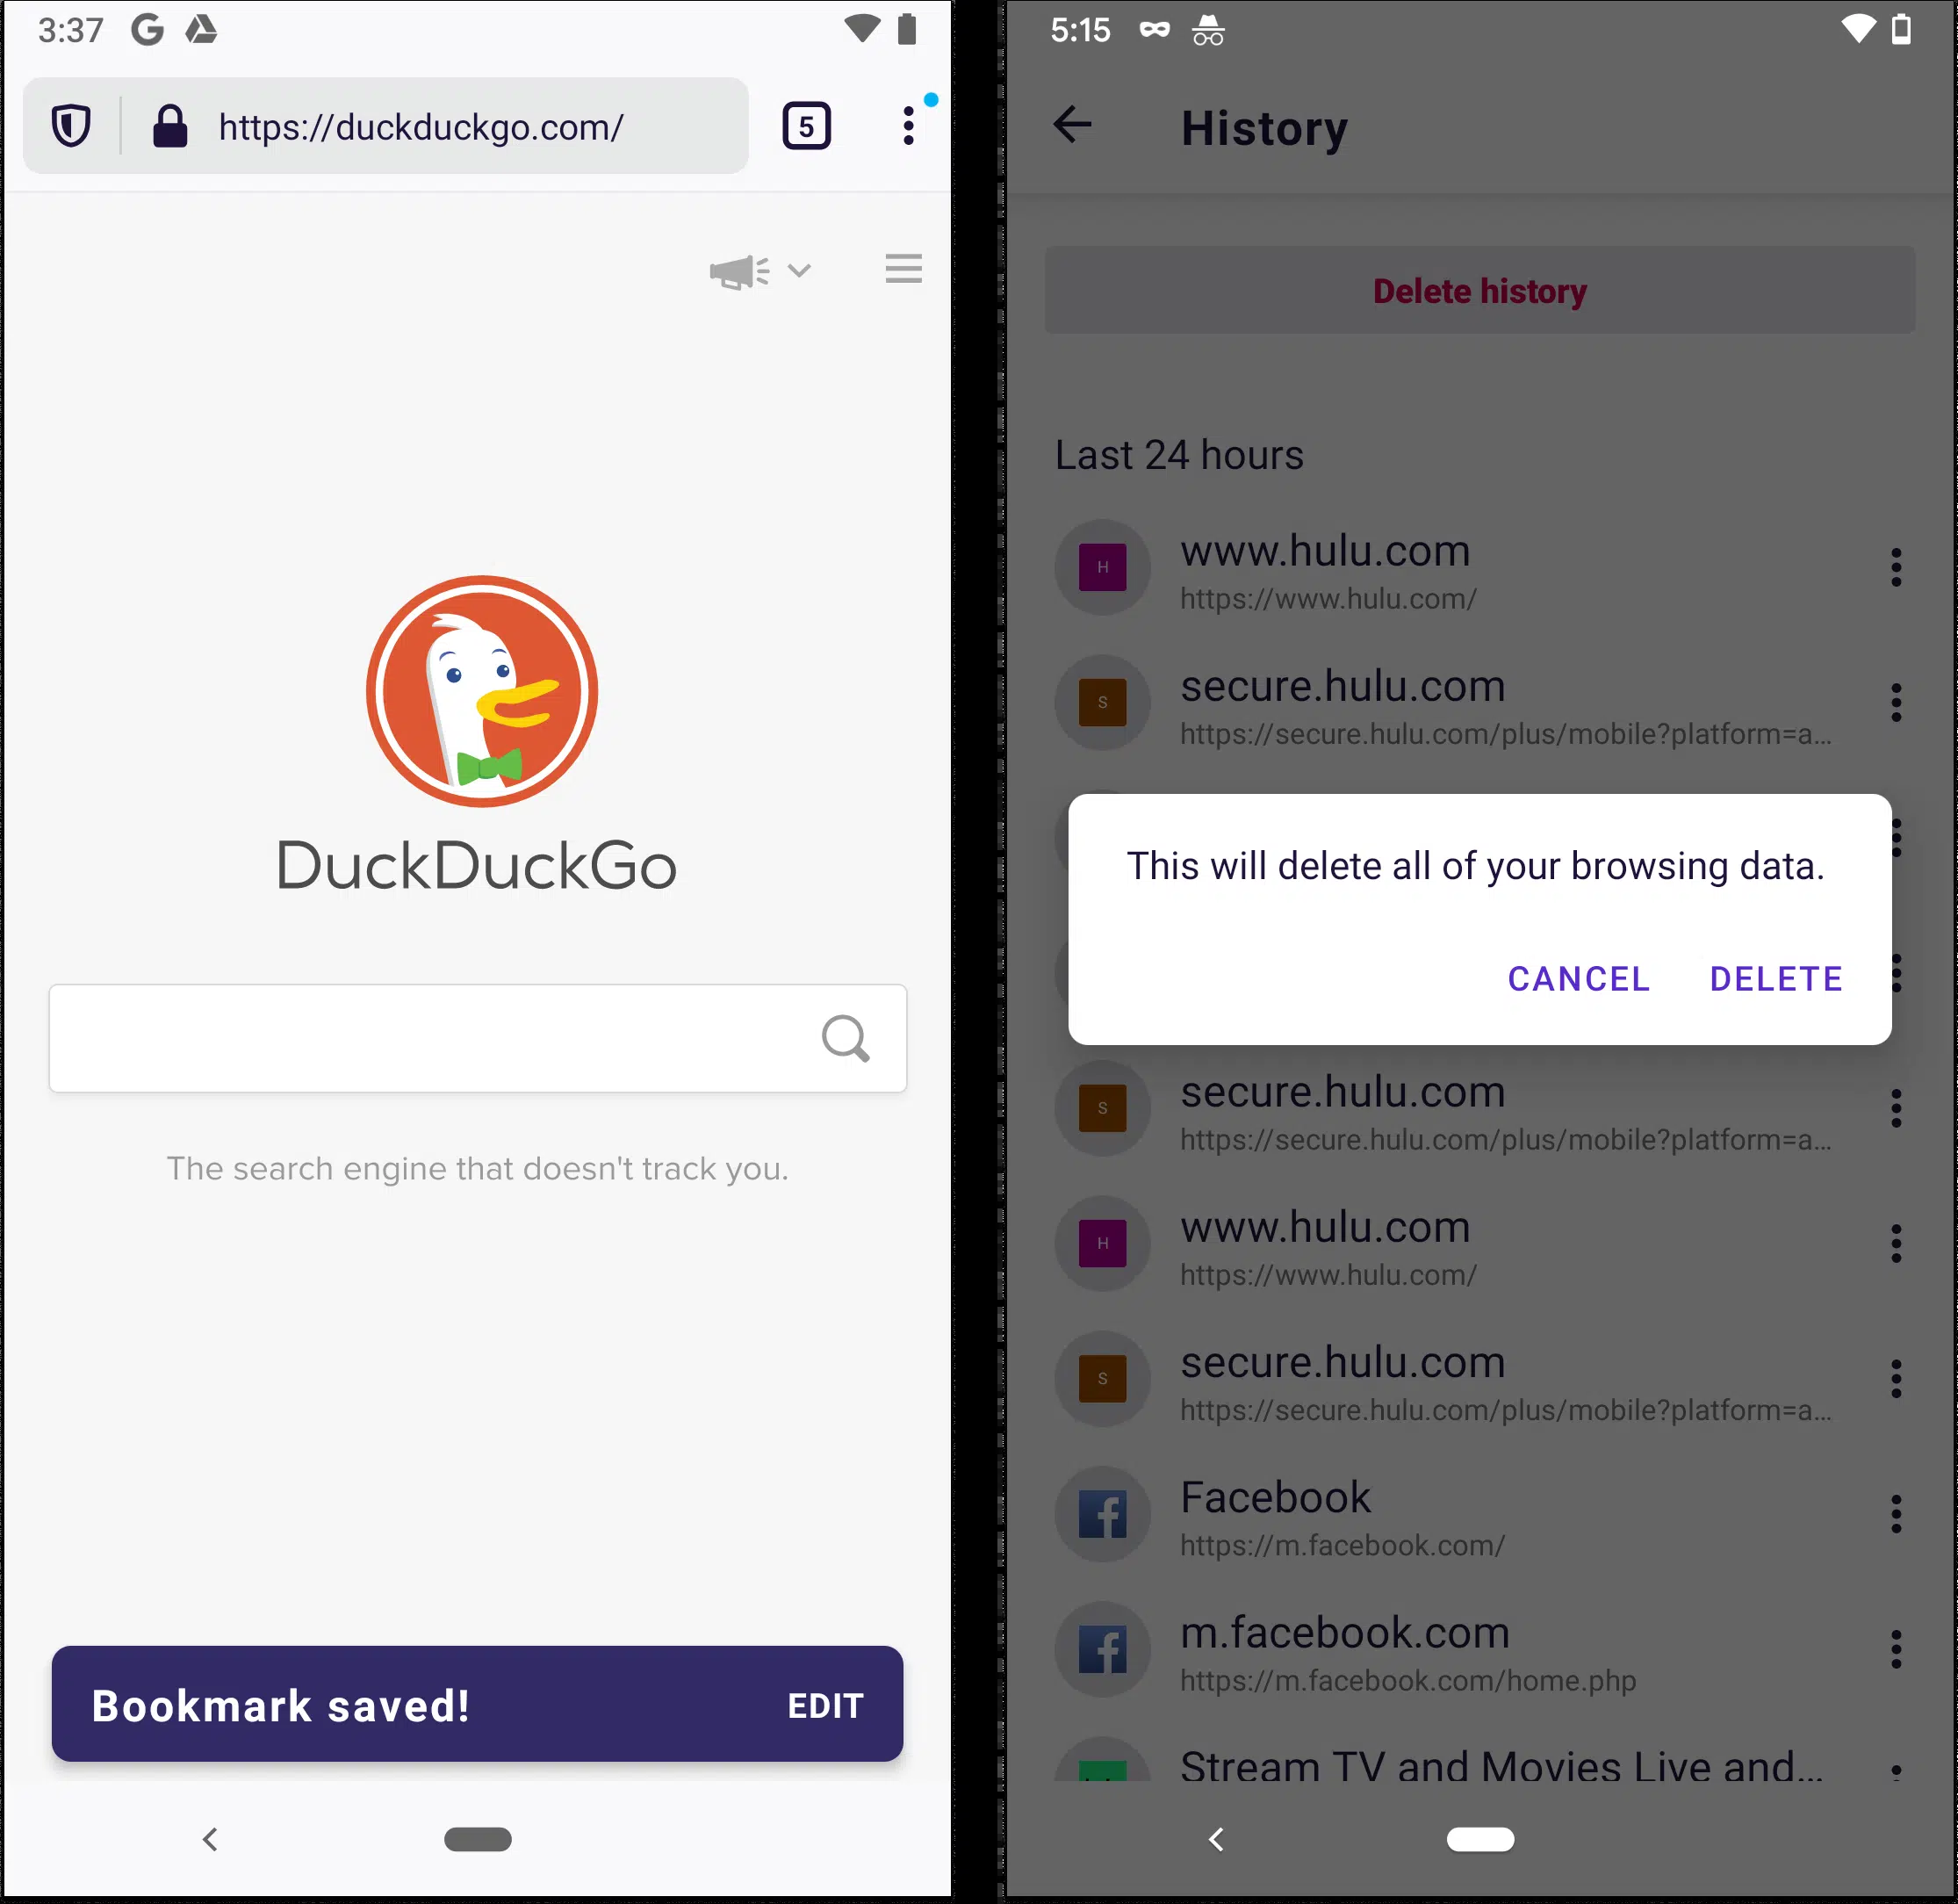 3:37
https://duckduckgo.com/
5
DuckDuckGo
The search engine that doesn't track you.
Bookmark saved!
EDIT
5:15
History
Delete history
Last 24 hours
H
www.hulu.com
https://www.hulu.com/
S
secure.hulu.com
https://secure.hulu.com/plus/mobile?platform=a...
This will delete all of your browsing data.
CANCEL DELETE
S
secure.hulu.com
https://secure.hulu.com/plus/mobile?platform=a...
H
www.hulu.com
https://www.hulu.com/
S
secure.hulu.com
https://secure.hulu.com/plus/mobile?platform=a...
Facebook
https://m.facebook.com/
m.facebook.com
https://m.facebook.com/home.php
Stream TV and Movies Live and...